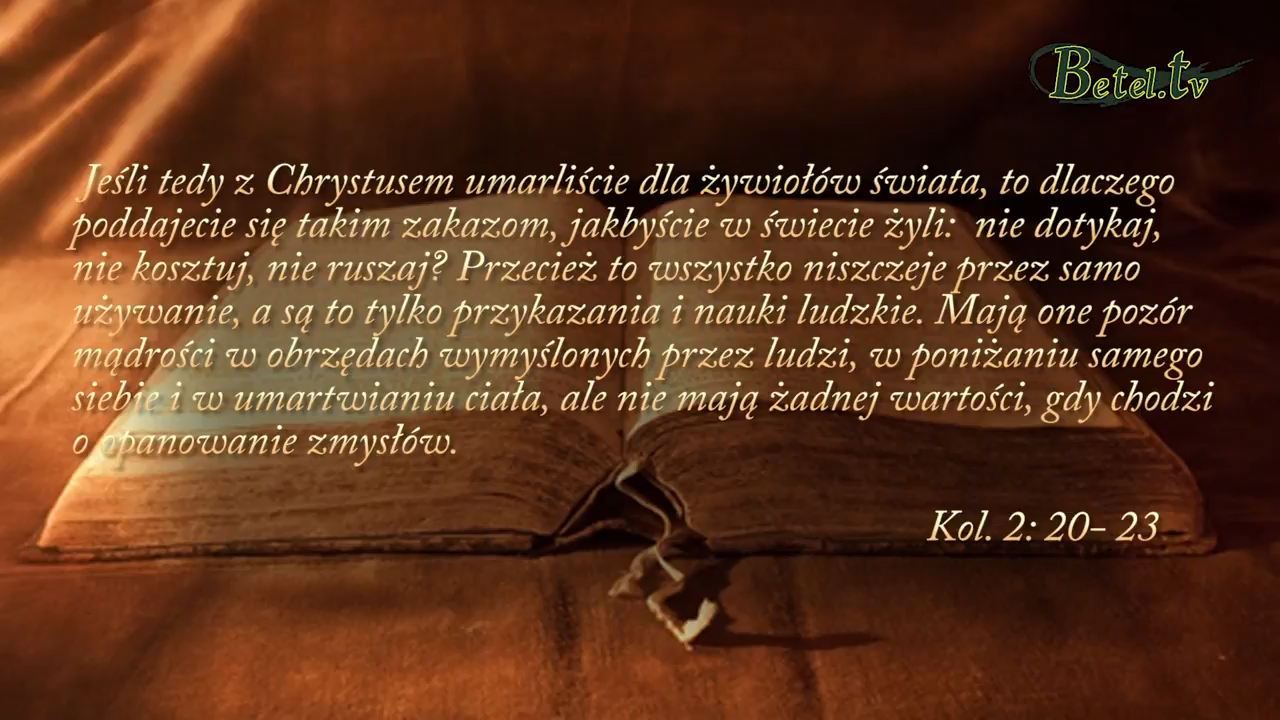 Betel.tv
Jeśli tedy z Chrystusem umarliście dla żywiołów świata, to dlaczego
poddajecie się takim zakazom, jakbyście w świecie żyli: nie dotykaj,
nie kosztuj, nie ruszaj? Przecież to wszystko niszczeje przez samo
używanie, a są to tylko przykazania i nauki ludzkie. Mają one pozór
mądrości w obrzędach wymyślonych przez ludzi, w poniżaniu samego
siebie i w umartwianiu ciała, ale nie mają żadnej wartości, gdy chodzi
o opanowanie zmysłów.
Kol. 2: 20- 23